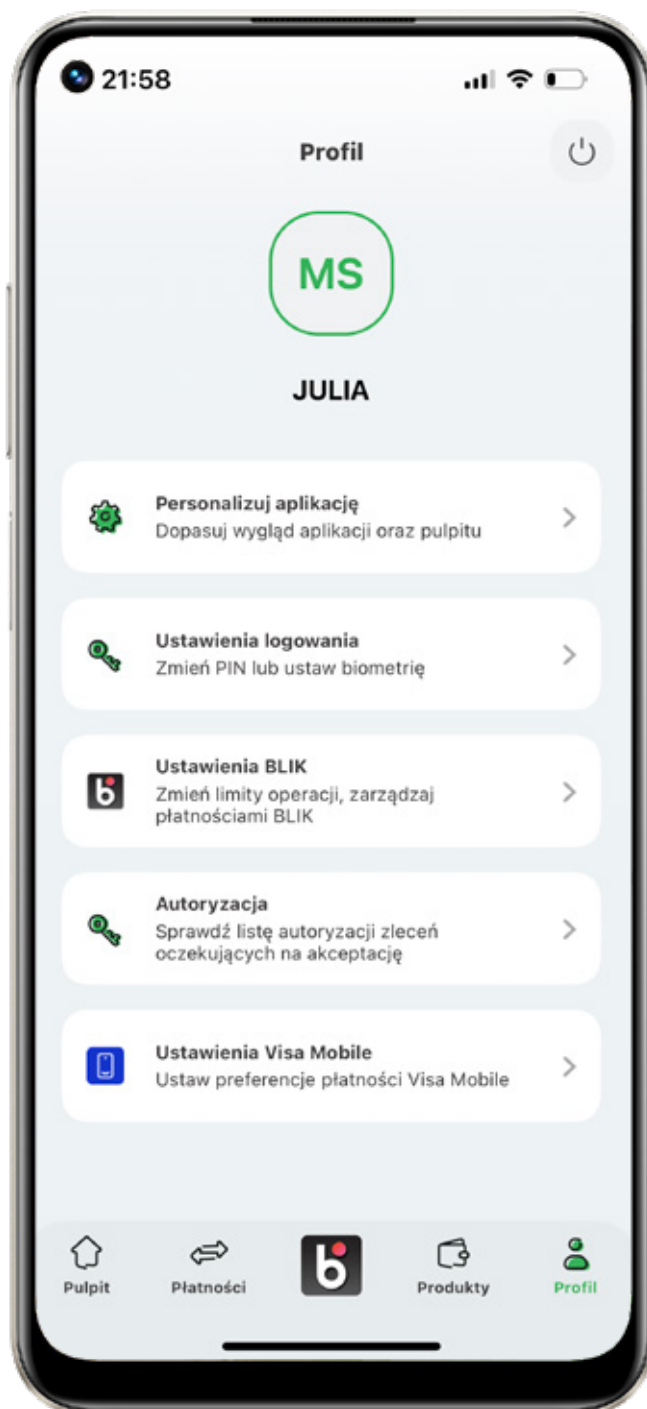 21:58
Profil
MS
JULIA
Personalizuj aplikację
Dopasuj wygląd aplikacji oraz pulpitu
Ustawienia logowania
Zmień PIN lub ustaw biometrię
Ustawienia BLIK
Zmień limity operacji, zarządzaj
płatnościami BLIK
Autoryzacja
Sprawdź listę autoryzacji zleceń
oczekujących na akceptację
Ustawienia Visa Mobile
Ustaw preferencje płatności Visa Mobile
Pulpit
Płatności
Produkty
Profil